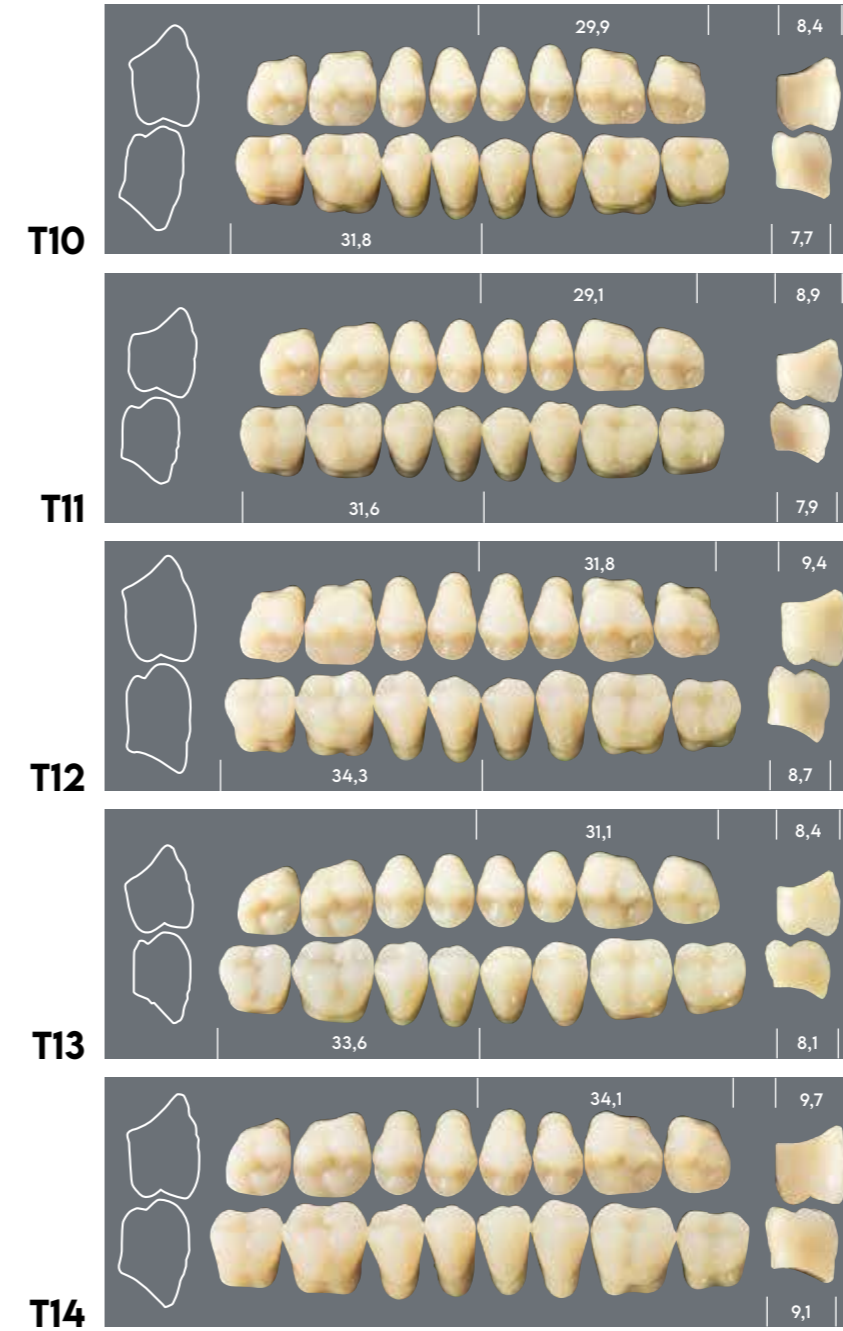 29,9 8,4
T10 31,8 7,7
29,1 8,9
T11 31,6 7,9
31,8 9,4
T12 34,3 8,7
31,1 8,4
T13 33,6 8,1
34,1 9,7
T14 9,1